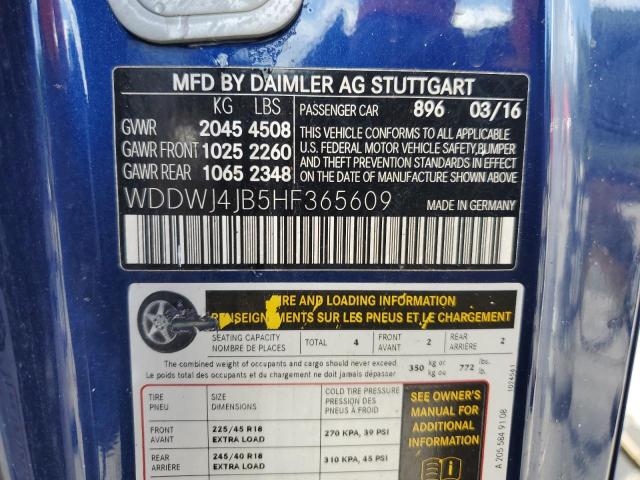 MFD BY DAIMLER AG STUTTGART
KG LBS PASSENGER CAR 896 03/16
GWR 2045 4508 THIS VEHICLE CONFORMS TO ALL APPLICABLE
GAWR FRONT 1025 2260 U.S. FEDERAL MOTOR VEHICLE SAFETY, BUMPER
GAWR REAR 1065 2348 AND THEFT PREVENTION STANDARDS IN EFFECT
ON THE DATE OF MANUFACTURE SHOWN ABOVE.
WDDWJ4JB5HF365609 MADE IN GERMANY
TIRE AND LOADING INFORMATION
RENSEIGNEMENTS SUR LES PNEUS ET LE CHARGEMENT
SEATING CAPACITY TOTAL 4 FRONT 2 REAR 2
NOMBRE DE PLACES AVANT ARRIÈRE
The combined weight of occupants and cargo should never exceed 350 kg or 772 lbs. or
Le poids total des occupants et du chargement ne doit jamais dépasser kg ou lb. ou
TIRE SIZE COLD TIRE PRESSURE
PNEU DIMENSIONS PRESSION DES PNEUS À FROID
FRONT 225/45 R18 270 KPA, 39 PSI
AVANT EXTRA LOAD
REAR 245/40 R18 310 KPA, 45 PSI
ARRIÈRE EXTRA LOAD
SEE OWNER'S
MANUAL FOR
ADDITIONAL
INFORMATION
A 205 584 91 08